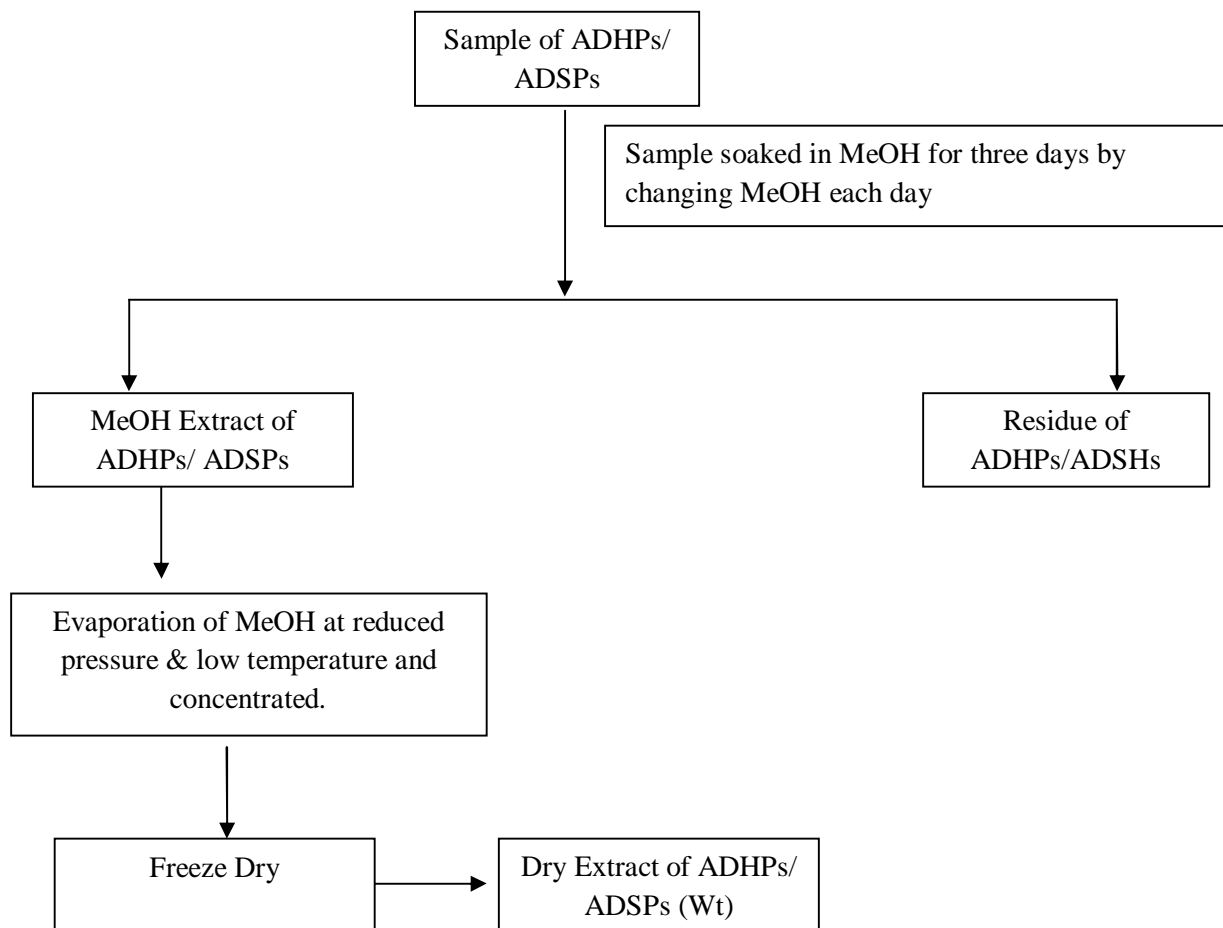 Sample of ADHPs/
ADSPs
Sample soaked in MeOH for three days by
changing MeOH each day
MeOH Extract of
ADHPs/ ADSPs
Residue of
ADHPs/ADSHs
Evaporation of MeOH at reduced
pressure & low temperature and
concentrated.
Freeze Dry
Dry Extract of ADHPs/
ADSPs (Wt)